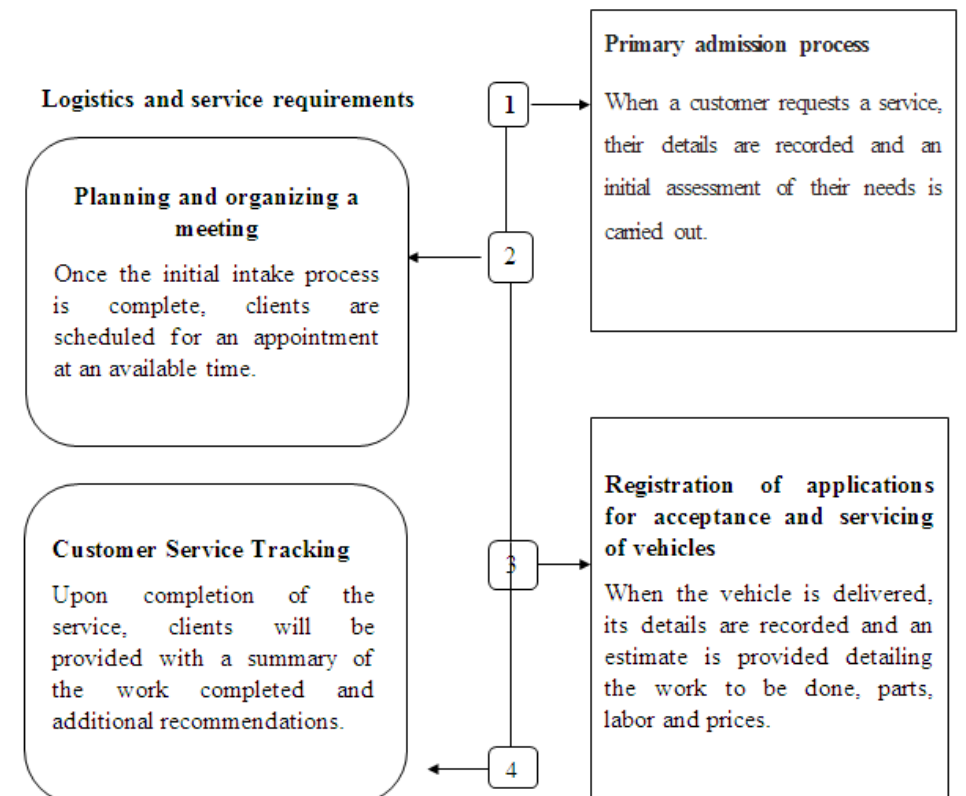 Logistics and service requirements
1
Primary admission process
When a customer requests a service,
their details are recorded and an
initial assessment of their needs is
carried out.
2
Planning and organizing a
meeting
Once the initial intake process
is complete, clients are
scheduled for an appointment
at an available time.
3
Registration of applications
for acceptance and servicing
of vehicles
When the vehicle is delivered,
its details are recorded and an
estimate is provided detailing
the work to be done, parts,
labor and prices.
4
Customer Service Tracking
Upon completion of the
service, clients will be
provided with a summary of
the work completed and
additional recommendations.